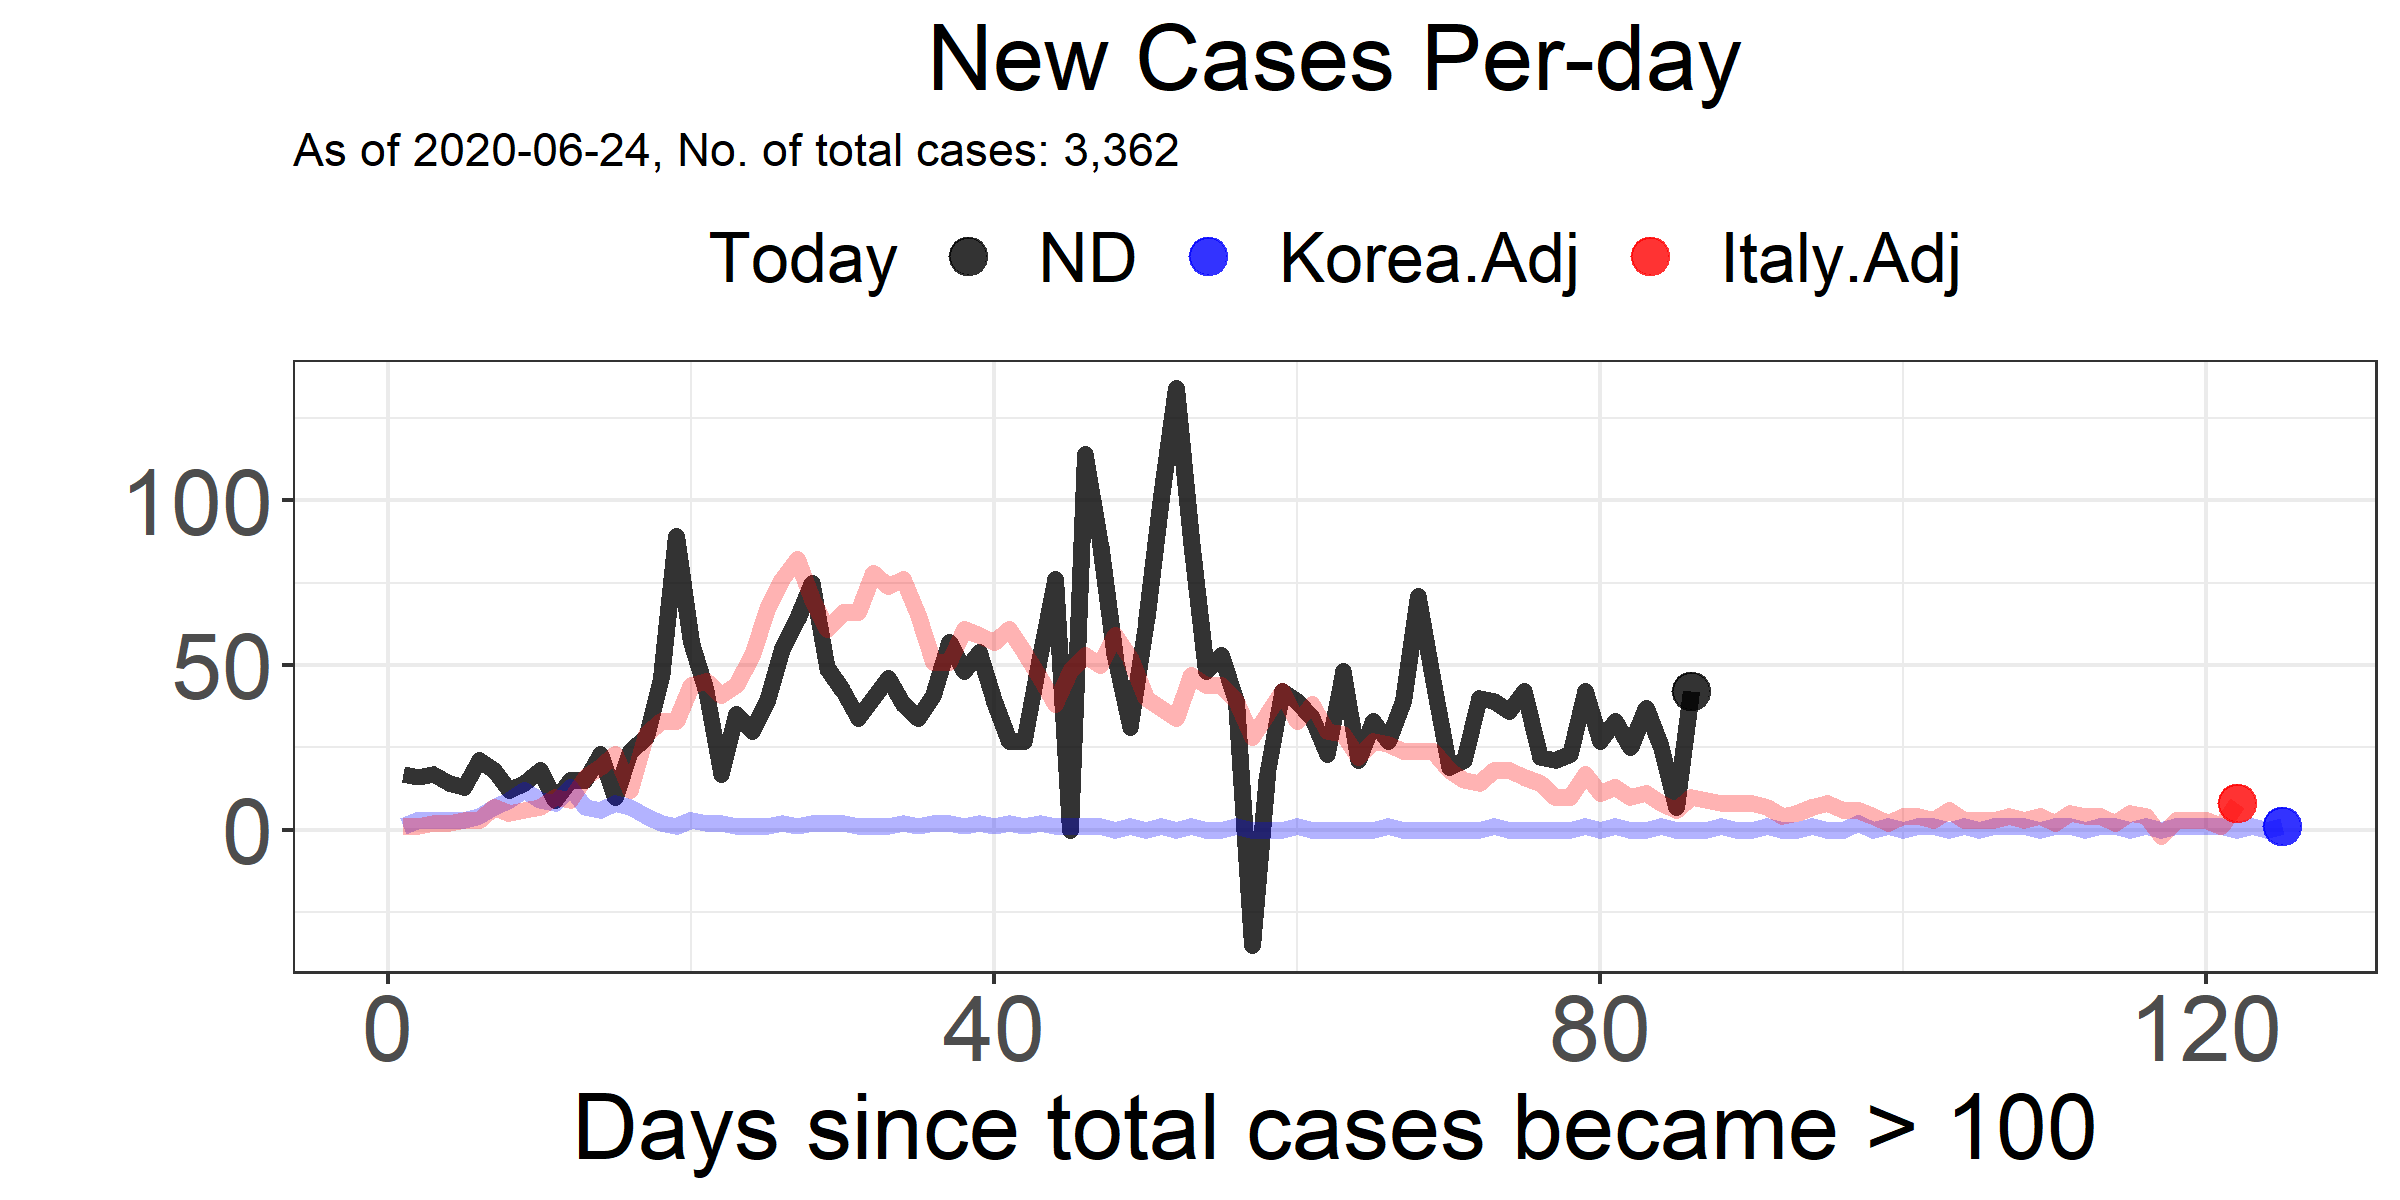 New Cases Per-day
As of 2020-06-24, No. of total cases: 3,362
Today ND Korea.Adj Italy.Adj
100
50
0
0 40 80 120
Days since total cases became > 100